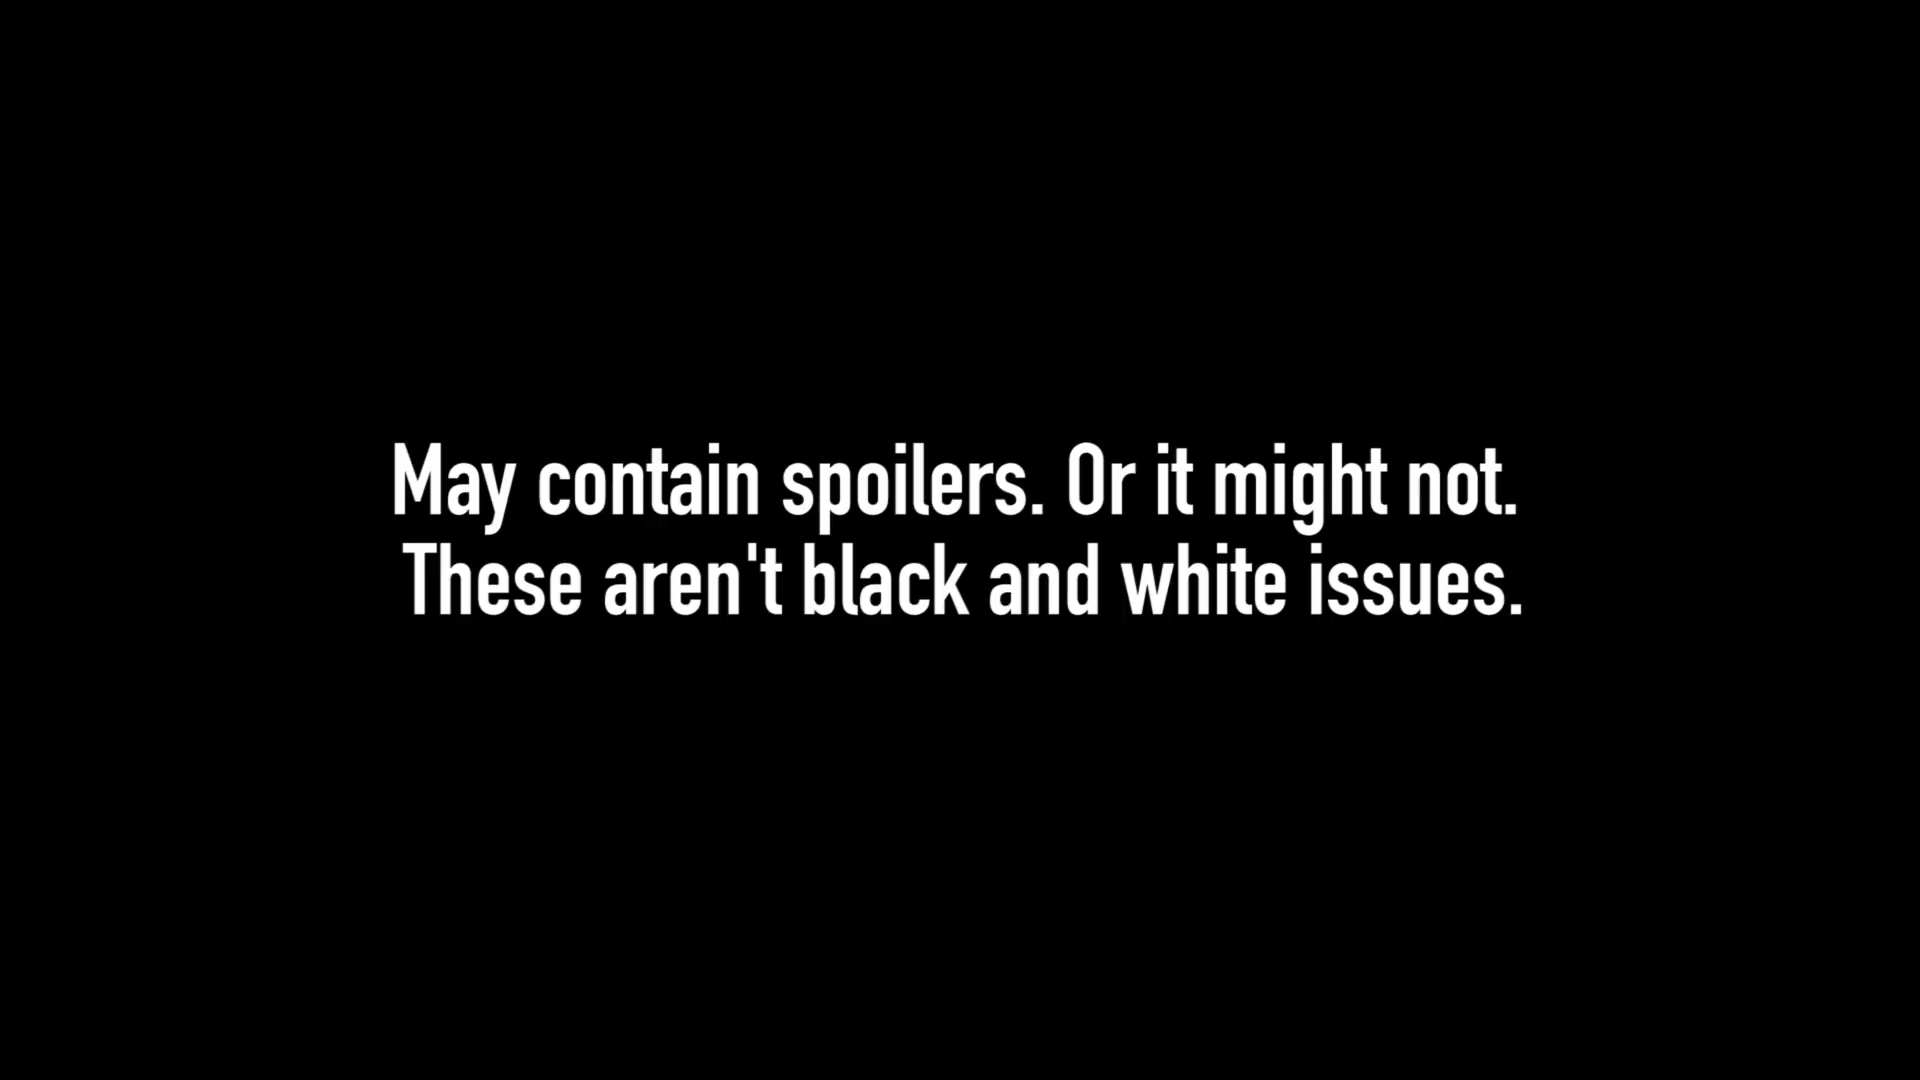 May contain spoilers. Or it might not.
These aren't black and white issues.